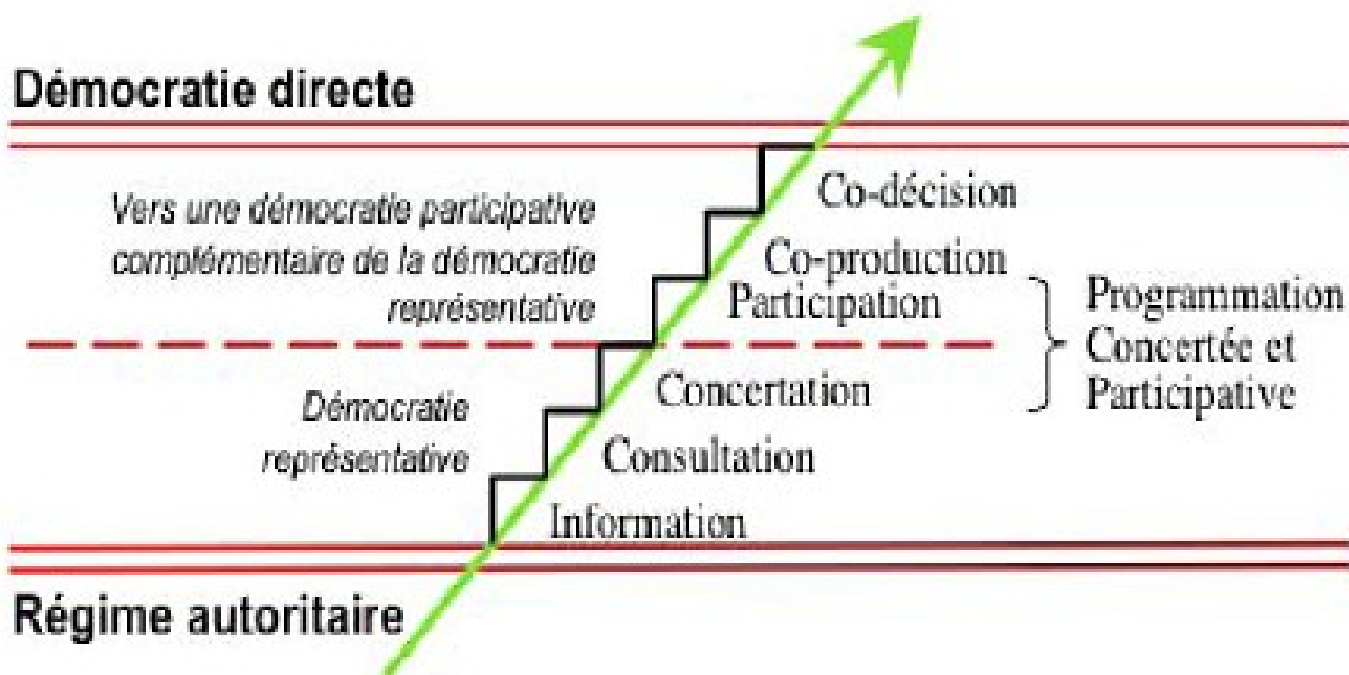 Démocratie directe
Vers une démocratie participative
complémentaire de la démocratie
représentative
Co-décision
Co-production
Participation
Programmation
Concertée et
Participative
Démocratie
représentative
Concertation
Consultation
Information
Régime autoritaire